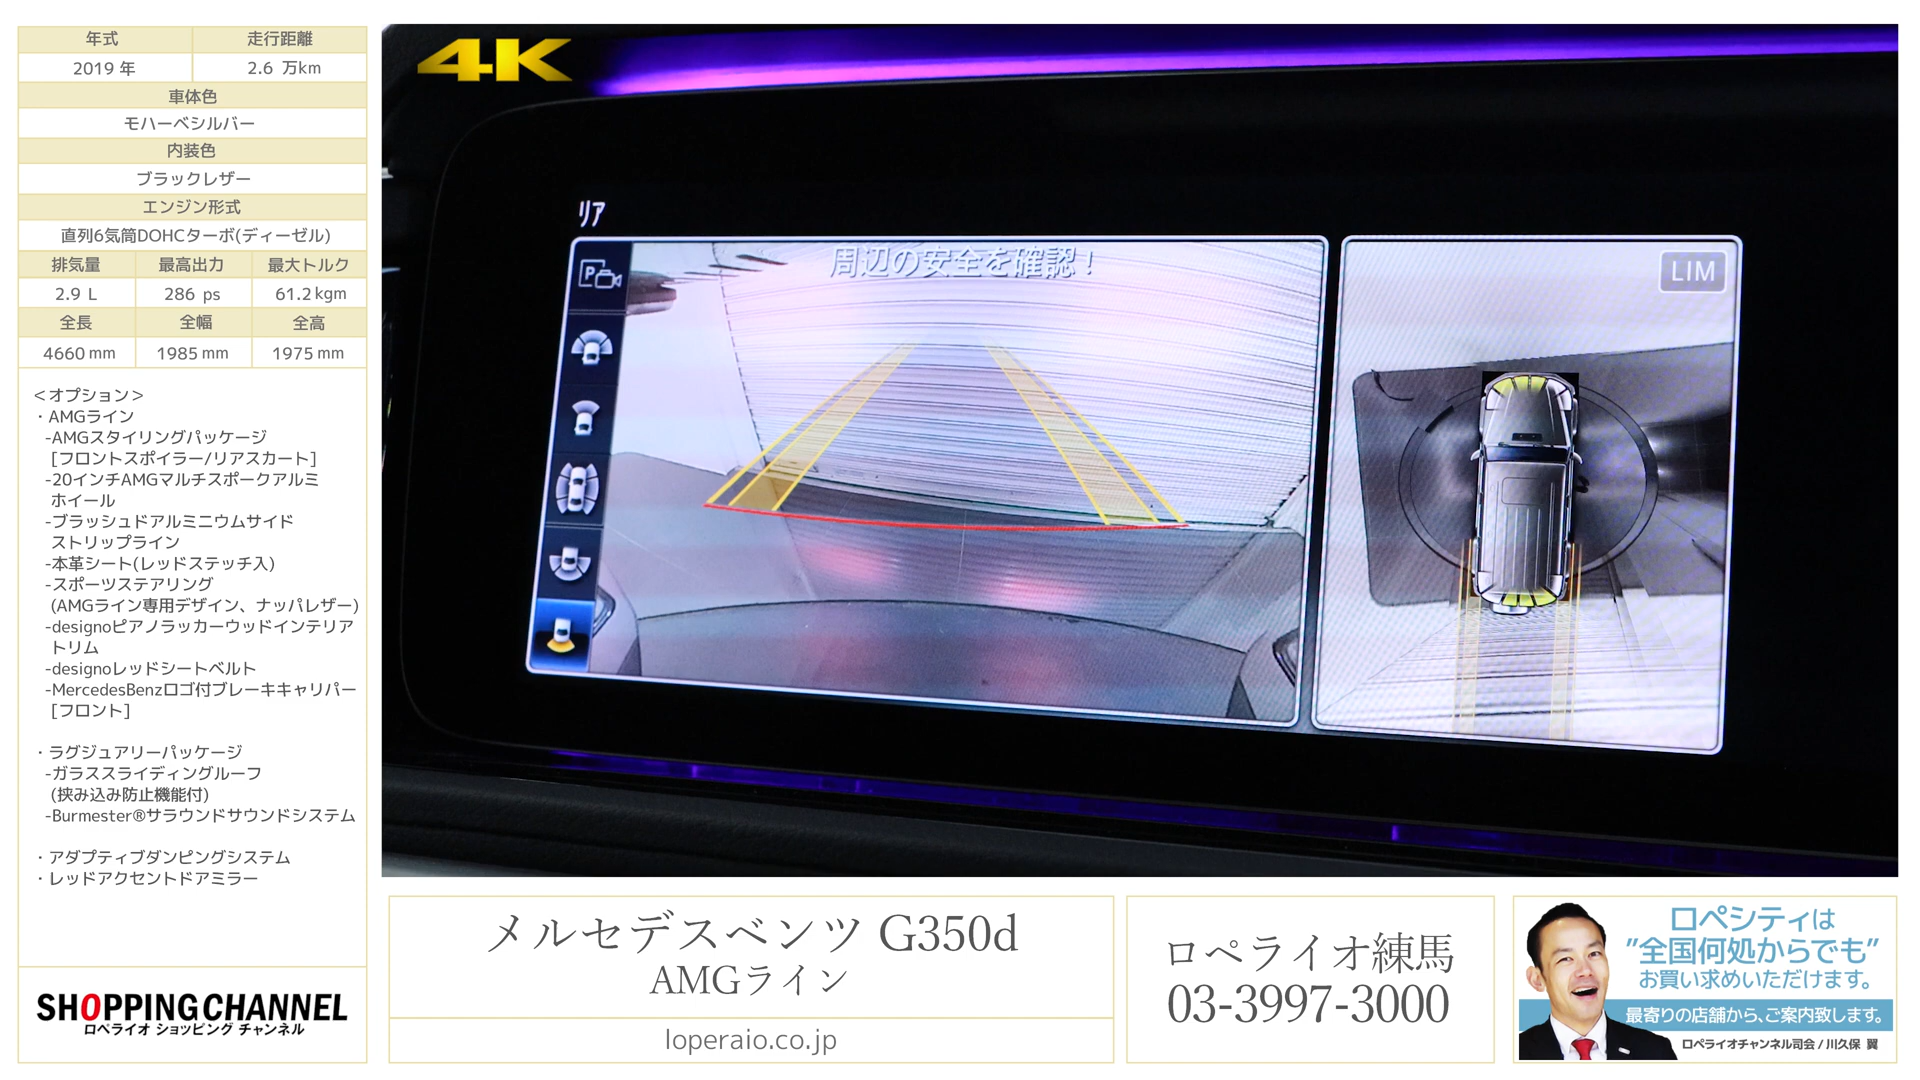 年式 走行距離
2019 年 2.6 万km
車体色
モハーベシルバー
内装色
ブラックレザー
エンジン形式
直列6気筒DOHCターボ(ディーゼル)
排気量 最高出力 最大トルク
2.9 L 286 ps 61.2 kgm
全長 全幅 全高
4660 mm 1985 mm 1975 mm
＜オプション＞
・AMGライン
-AMGスタイリングパッケージ
[フロントスポイラー/リアスカート]
-20インチAMGマルチスポークアルミ
ホイール
-ブラッシュドアルミニウムサイド
ストリップライン
-本革シート(レッドステッチ入)
-スポーツステアリング
(AMGライン専用デザイン、ナッパレザー)
-designoピアノラッカーウッドインテリア
トリム
-designoレッドシートベルト
-MercedesBenzロゴ付ブレーキキャリパー
[フロント]
・ラグジュアリーパッケージ
-ガラススライディングルーフ
(挟み込み防止機能付)
-Burmester®サラウンドサウンドシステム
・アダプティブダンピングシステム
・レッドアクセントドアミラー
SHOPPING CHANNEL
ロペライオ ショッピング チャンネル
4K
リア
周辺の安全を確認！
P
LIM
メルセデスベンツ G350d
AMGライン
loperaio.co.jp
ロペライオ練馬
03-3997-3000
ロペシティは
”全国何処からでも”
お買い求めいただけます。
最寄りの店舗から、ご案内致します。
ロペライオチャンネル司会 / 川久保 翼